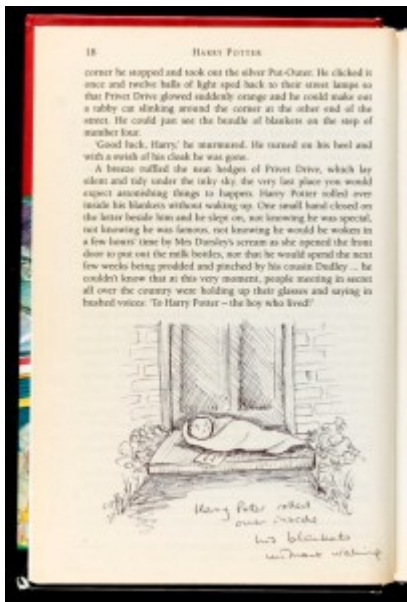 18 HARRY POTTER
corner he stopped and took out the silver Put-Outer. He clicked it
once and twelve balls of light sped back to their street lamps so
that Privet Drive glowed suddenly orange and he could make out
a tabby cat slinking around the corner at the other end of the
street. He could just see the bundle of blankets on the step of
number four.
'Good luck, Harry,' he murmured. He turned on his heel and
with a swish of his cloak he was gone.
A breeze ruffled the neat hedges of Privet Drive, which lay
silent and tidy under the inky sky, the very last place you would
expect astonishing things to happen. Harry Potter rolled over
inside his blankets without waking up. One small hand closed on
the letter beside him and he slept on, not knowing he was special,
not knowing he was famous, not knowing he would be woken in
a few hours' time by Mrs Dursley's scream as she opened the front
door to put out the milk bottles, nor that he would spend the next
few weeks being prodded and pinched by his cousin Dudley ... he
couldn't know that at this very moment, people meeting in secret
all over the country were holding up their glasses and saying in
hushed voices: 'To Harry Potter – the boy who lived!'
Harry Potter rolled
over inside
his blankets
without waking